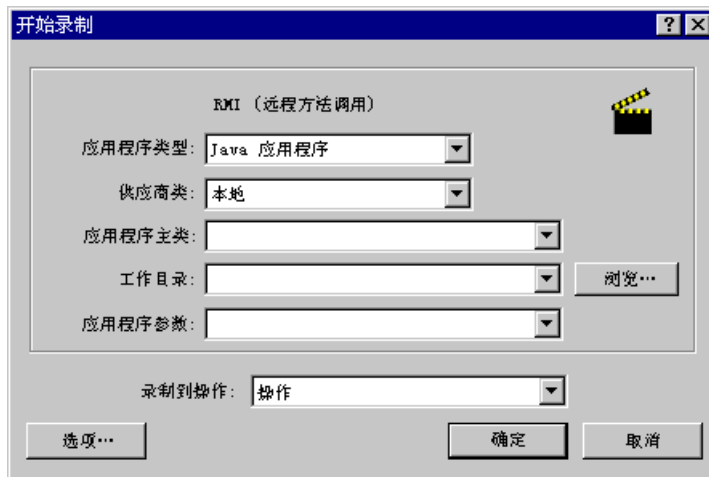 开始录制
RMI (远程方法调用)
应用程序类型: Java 应用程序
供应商类: 本地
应用程序主类:
工作目录: 浏览…
应用程序参数:
录制到操作: 操作
选项… 确定 取消